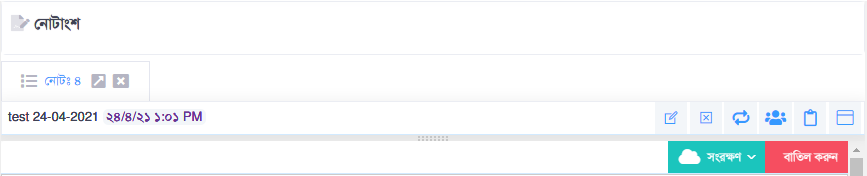 নোটাংশ
নোটঃ ৪
test 24-04-2021 ২৪/৪/২১ ১:০১ PM
সংরক্ষণ বাতিল করুন